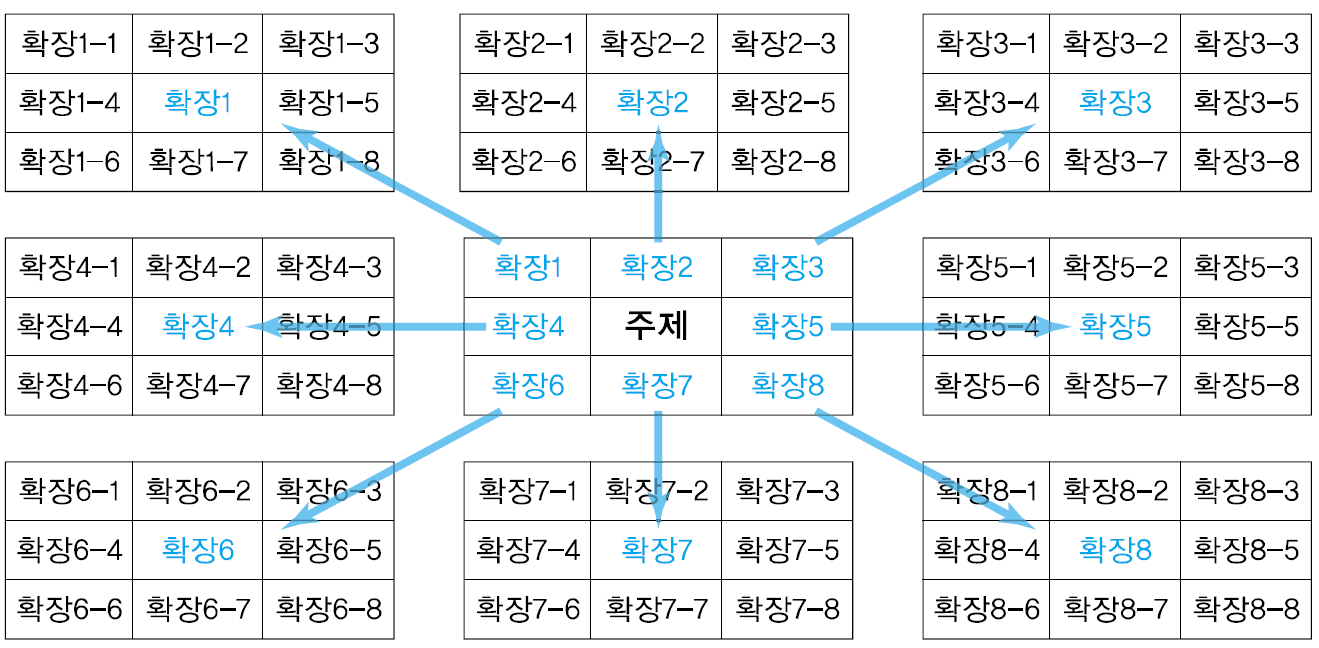 확장1-1 확장1-2 확장1-3
확장1-4 확장1 확장1-5
확장1-6 확장1-7 확장1-8
확장2-1 확장2-2 확장2-3
확장2-4 확장2 확장2-5
확장2-6 확장2-7 확장2-8
확장3-1 확장3-2 확장3-3
확장3-4 확장3 확장3-5
확장3-6 확장3-7 확장3-8
확장4-1 확장4-2 확장4-3
확장4-4 확장4 확장4-5
확장4-6 확장4-7 확장4-8
확장1 확장2 확장3
확장4 주제 확장5
확장6 확장7 확장8
확장5-1 확장5-2 확장5-3
확장5-4 확장5 확장5-5
확장5-6 확장5-7 확장5-8
확장6-1 확장6-2 확장6-3
확장6-4 확장6 확장6-5
확장6-6 확장6-7 확장6-8
확장7-1 확장7-2 확장7-3
확장7-4 확장7 확장7-5
확장7-6 확장7-7 확장7-8
확장8-1 확장8-2 확장8-3
확장8-4 확장8 확장8-5
확장8-6 확장8-7 확장8-8